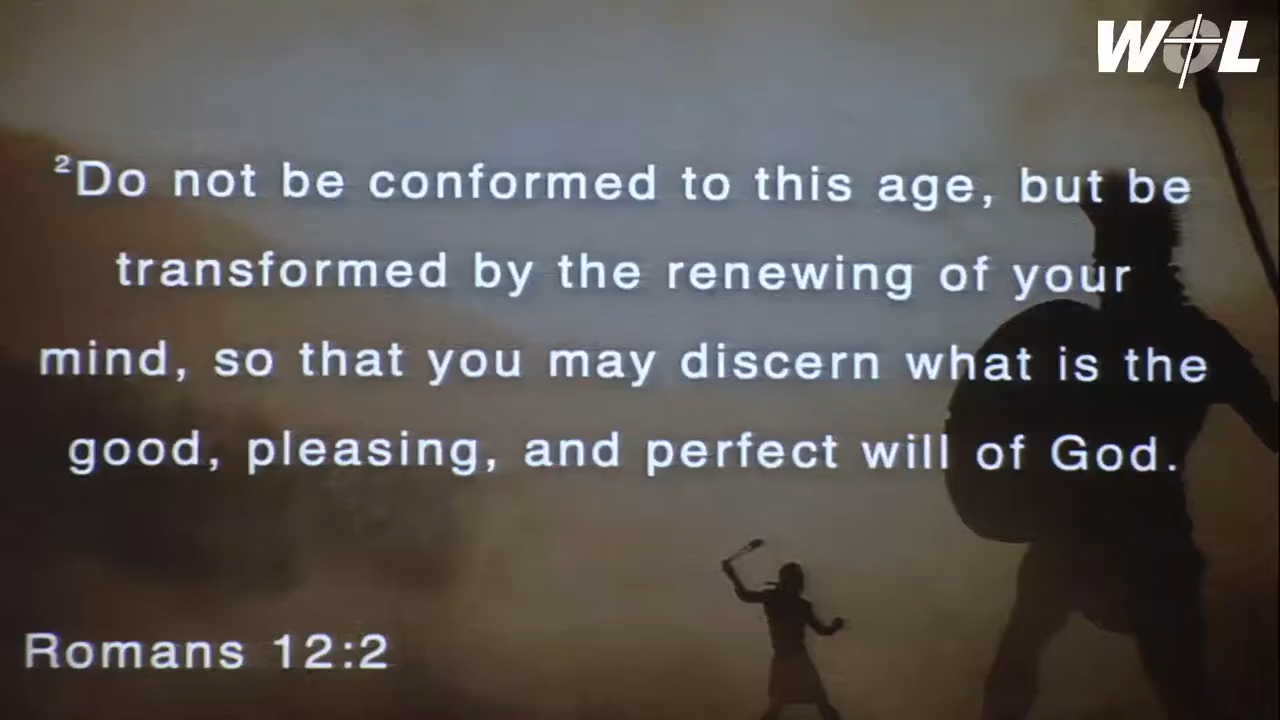 WOL
²Do not be conformed to this age, but be
transformed by the renewing of your
mind, so that you may discern what is the
good, pleasing, and perfect will of God.
Romans 12:2